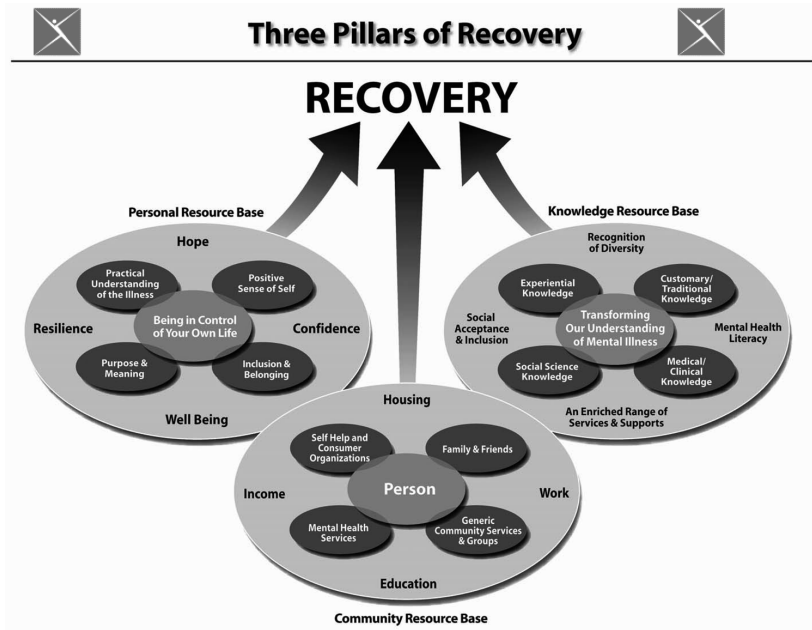 Three Pillars of Recovery
RECOVERY
Personal Resource Base
Hope
Practical
Understanding
of the Illness
Positive
Sense of Self
Resilience
Being in Control
of Your Own Life
Confidence
Purpose &
Meaning
Inclusion &
Belonging
Well Being
Knowledge Resource Base
Recognition
of Diversity
Experiential
Knowledge
Customary/
Traditional
Knowledge
Social
Acceptance
& Inclusion
Transforming
Our Understanding
of Mental Illness
Mental Health
Literacy
Social Science
Knowledge
Medical/
Clinical
Knowledge
An Enriched Range of
Services & Supports
Housing
Self Help and
Consumer
Organizations
Family & Friends
Income
Person
Work
Mental Health
Services
Generic
Community Services
& Groups
Education
Community Resource Base